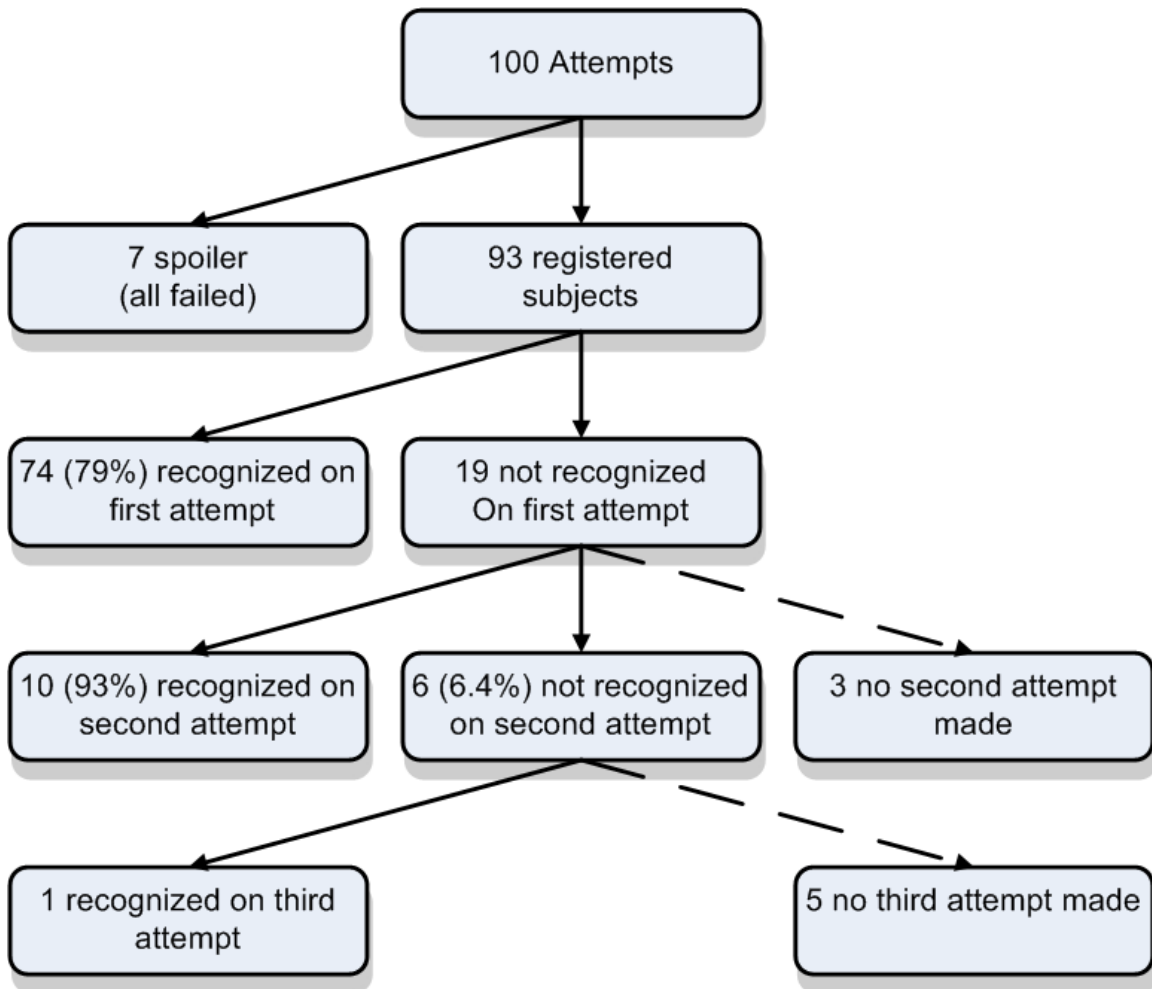 100 Attempts
7 spoiler
(all failed)
93 registered
subjects
74 (79%) recognized on
first attempt
19 not recognized
On first attempt
10 (93%) recognized on
second attempt
6 (6.4%) not recognized
on second attempt
3 no second attempt
made
1 recognized on third
attempt
5 no third attempt made